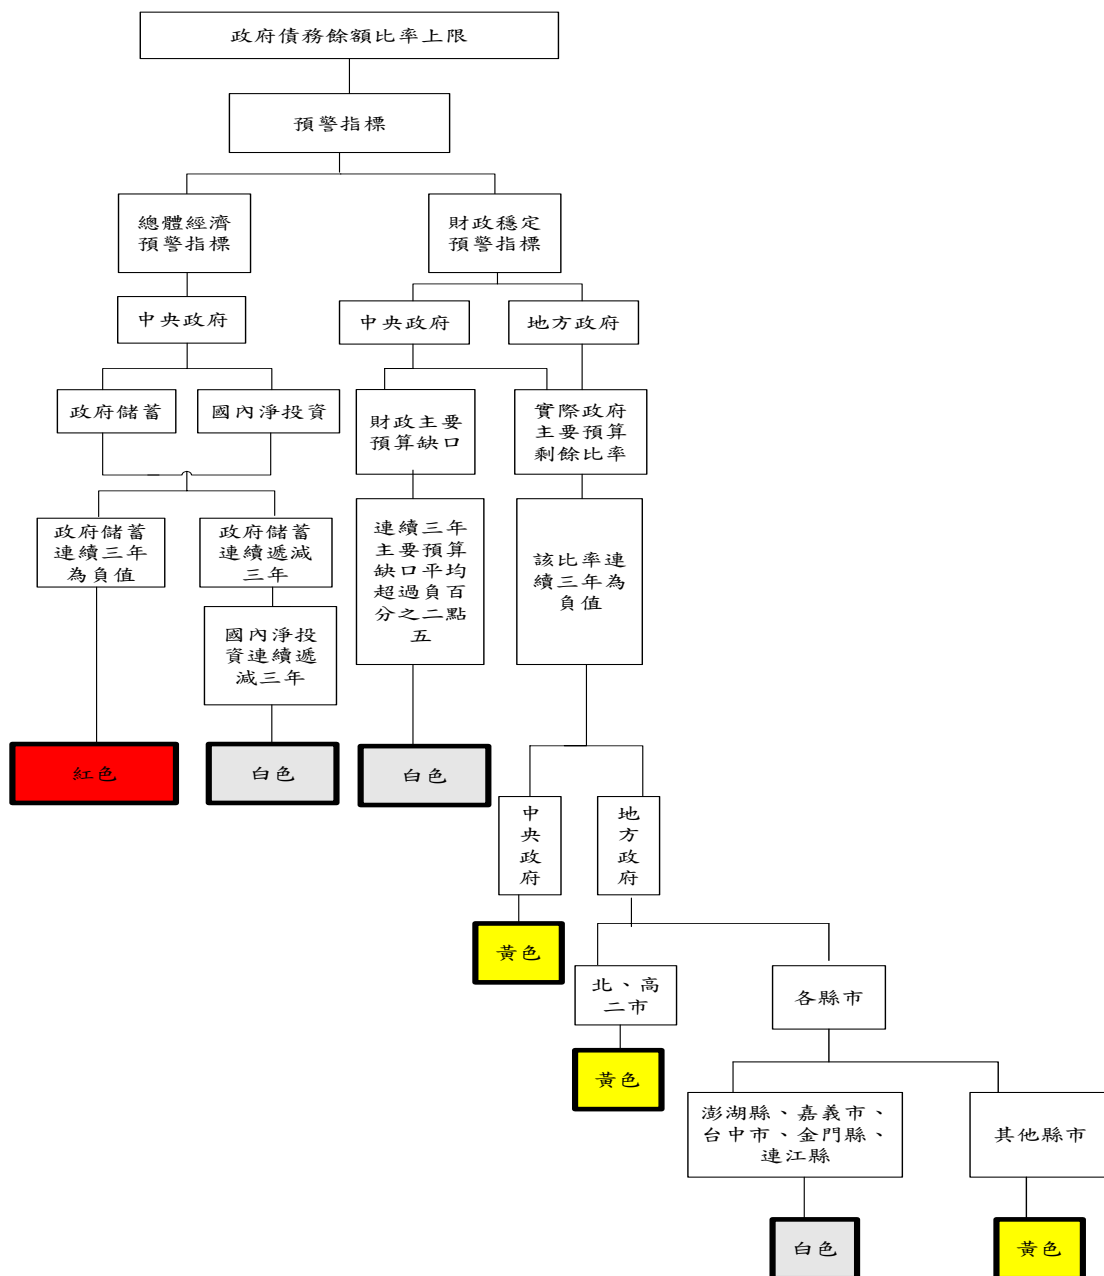 政府債務餘額比率上限
預警指標
總體經濟
預警指標
財政穩定
預警指標
中央政府
中央政府
地方政府
政府儲蓄
國內淨投資
財政主要
預算缺口
實際政府
主要預算
剩餘比率
政府儲蓄
連續三年
為負值
政府儲蓄
連續遞減
三年
連續三年
主要預算
缺口平均
超過負百
分之二點
五
該比率連
續三年為
負值
國內淨投
資連續遞
減三年
紅色
白色
白色
中
央
政
府
地
方
政
府
黃色
北、高
二市
各縣市
黃色
澎湖縣、嘉義市、
台中市、金門縣、
連江縣
其他縣市
白色
黃色